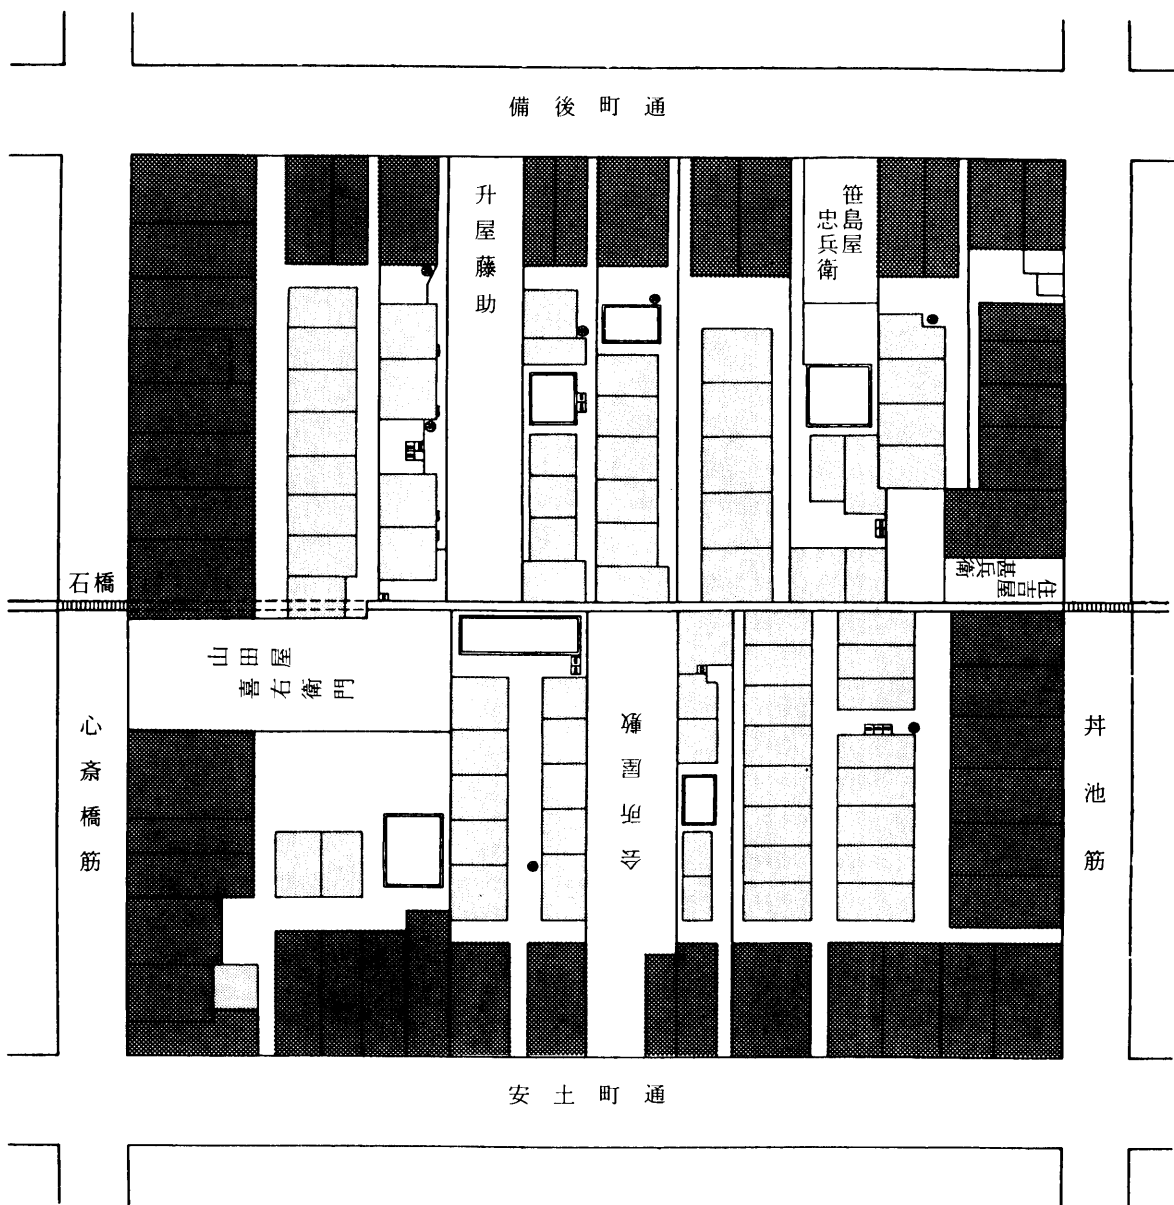 備後町通
升屋藤助
笹島屋
忠兵衛
石橋
住吉屋
甚兵衛
山田屋
喜右衛門
会所屋敷
心斎橋筋
丼池筋
安土町通